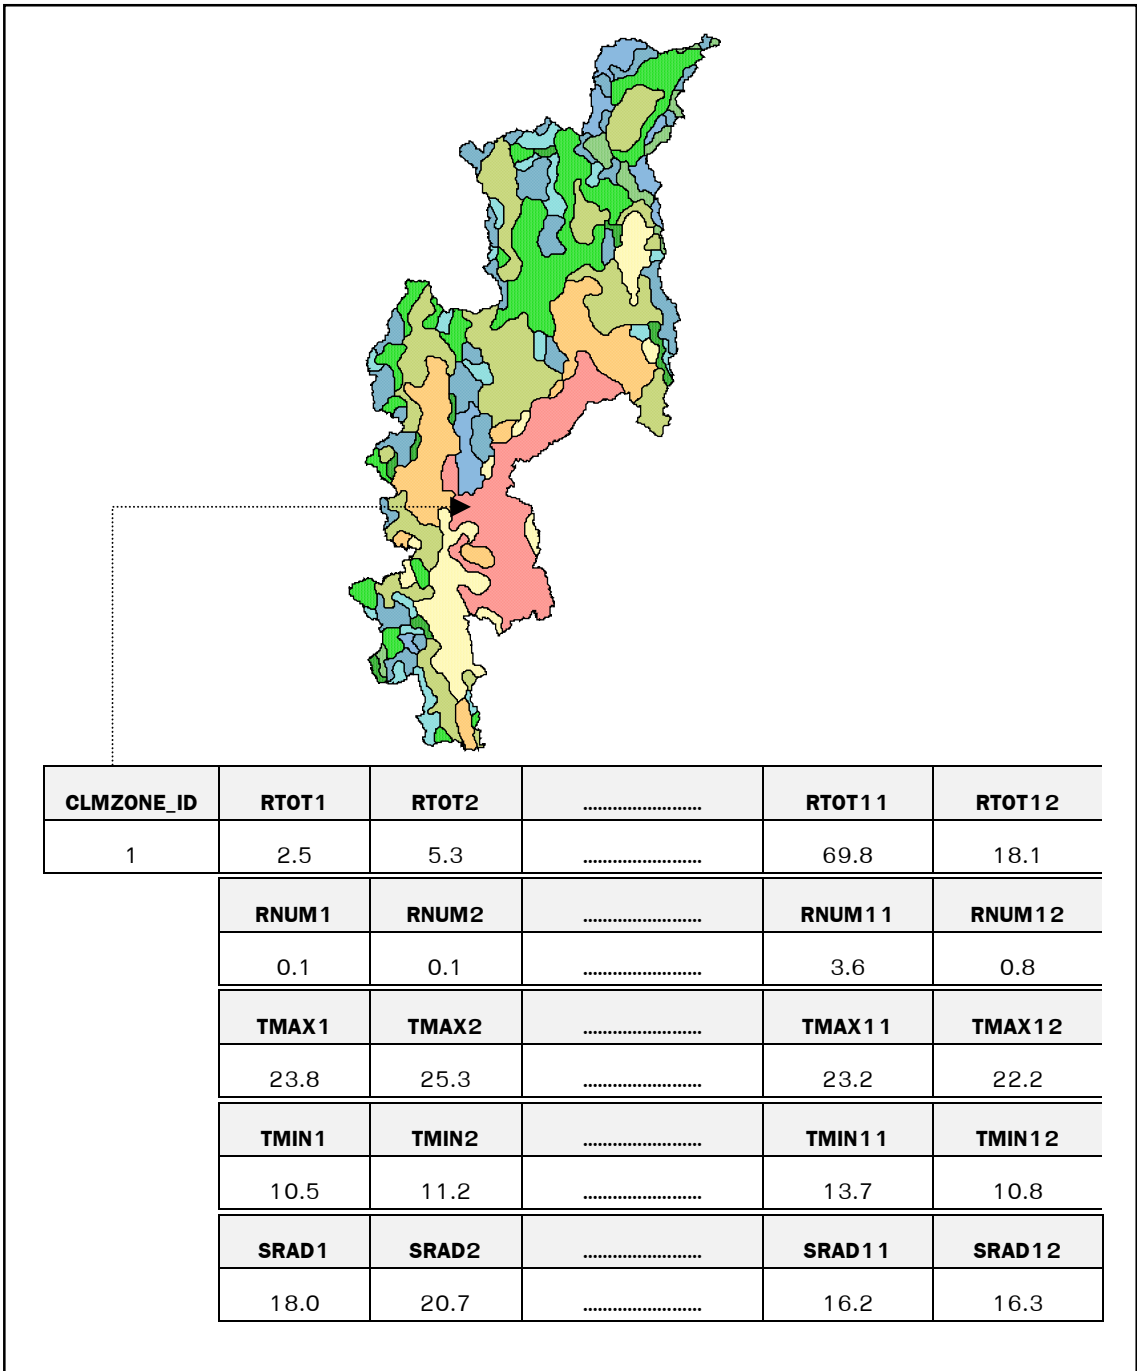 CLMZONE_ID RTOT1 RTOT2 ........................ RTOT11 RTOT12
1 2.5 5.3 ........................ 69.8 18.1
RNUM1 RNUM2 ........................ RNUM11 RNUM12
0.1 0.1 ........................ 3.6 0.8
TMAX1 TMAX2 ........................ TMAX11 TMAX12
23.8 25.3 ........................ 23.2 22.2
TMIN1 TMIN2 ........................ TMIN11 TMIN12
10.5 11.2 ........................ 13.7 10.8
SRAD1 SRAD2 ........................ SRAD11 SRAD12
18.0 20.7 ........................ 16.2 16.3